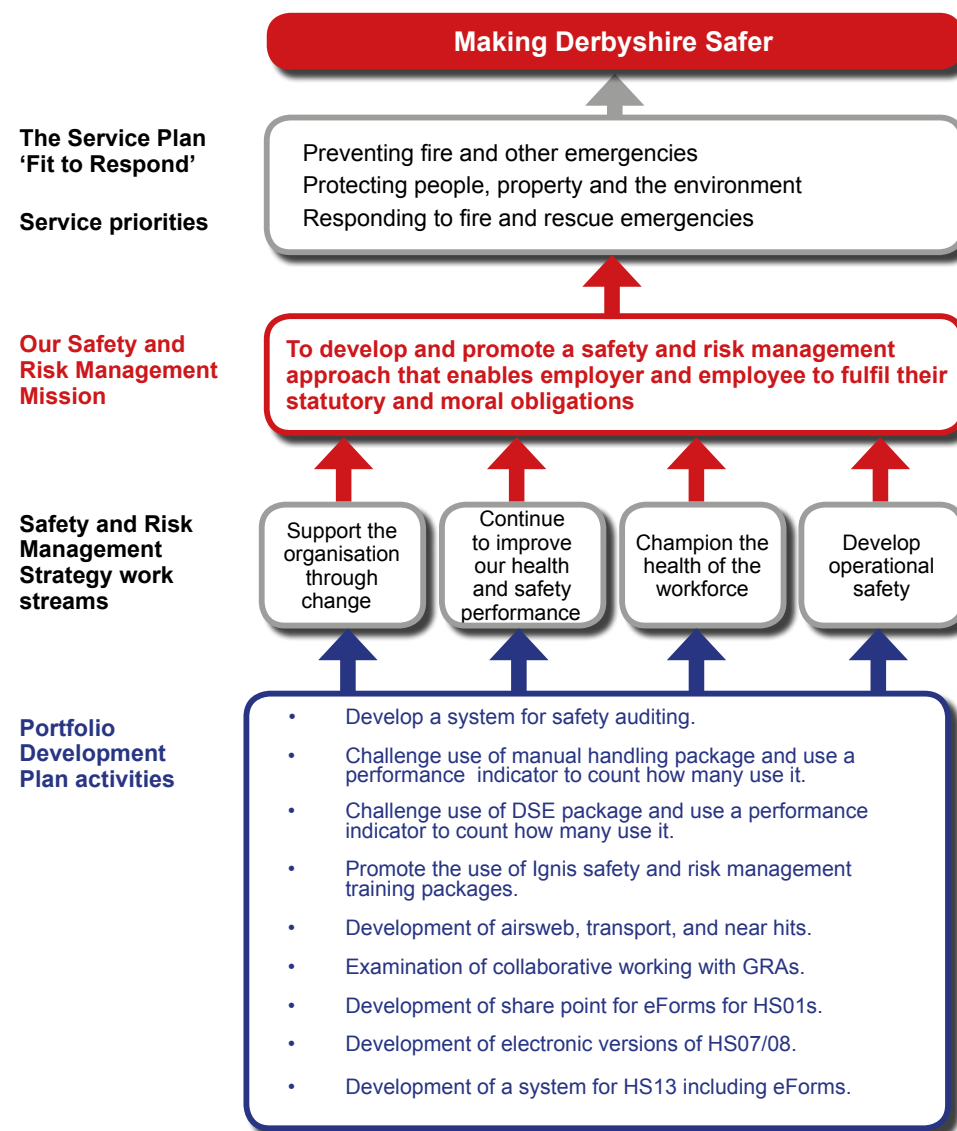 Making Derbyshire Safer
The Service Plan
‘Fit to Respond’
Service priorities
Preventing fire and other emergencies
Protecting people, property and the environment
Responding to fire and rescue emergencies
Our Safety and
Risk Management
Mission
To develop and promote a safety and risk management
approach that enables employer and employee to fulfil their
statutory and moral obligations
Safety and Risk
Management
Strategy work
streams
Support the
organisation
through
change
Continue
to improve
our health
and safety
performance
Champion the
health of the
workforce
Develop
operational
safety
Portfolio
Development
Plan activities
• Develop a system for safety auditing.
• Challenge use of manual handling package and use a
performance indicator to count how many use it.
• Challenge use of DSE package and use a performance
indicator to count how many use it.
• Promote the use of Ignis safety and risk management
training packages.
• Development of airsweb, transport, and near hits.
• Examination of collaborative working with GRAs.
• Development of share point for eForms for HS01s.
• Development of electronic versions of HS07/08.
• Development of a system for HS13 including eForms.